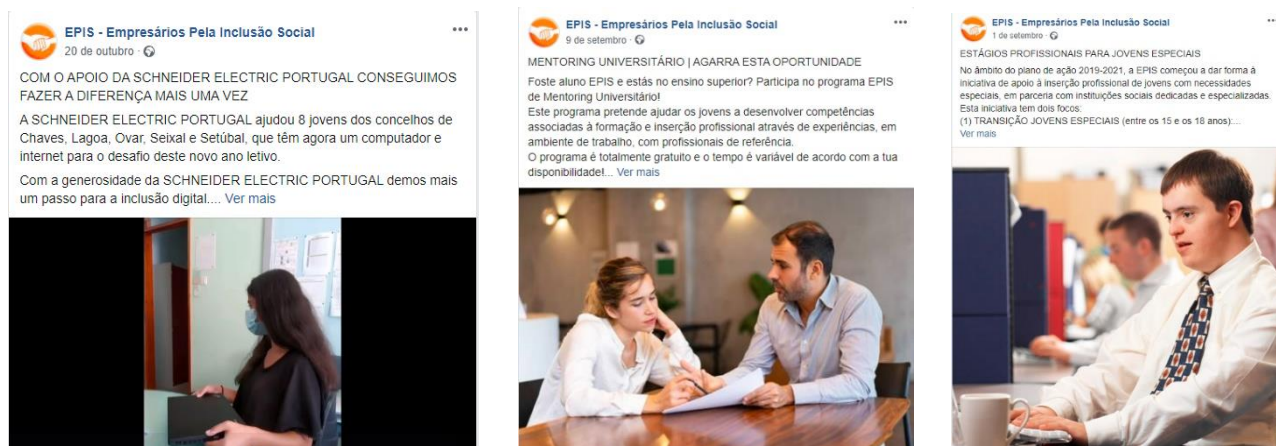 EPIS - Empresários Pela Inclusão Social
20 de outubro
COM O APOIO DA SCHNEIDER ELECTRIC PORTUGAL CONSEGUIMOS
FAZER A DIFERENÇA MAIS UMA VEZ
A SCHNEIDER ELECTRIC PORTUGAL ajudou 8 jovens dos concelhos de
Chaves, Lagoa, Ovar, Seixal e Setúbal, que têm agora um computador e
internet para o desafio deste novo ano letivo.
Com a generosidade da SCHNEIDER ELECTRIC PORTUGAL demos mais
um passo para a inclusão digital.... Ver mais
EPIS - Empresários Pela Inclusão Social
9 de setembro
MENTORING UNIVERSITÁRIO | AGARRA ESTA OPORTUNIDADE
Foste aluno EPIS e estás no ensino superior? Participa no programa EPIS
de Mentoring Universitário!
Este programa pretende ajudar os jovens a desenvolver competências
associadas à formação e inserção profissional através de experiências, em
ambiente de trabalho, com profissionais de referência.
O programa é totalmente gratuito e o tempo é variável de acordo com a tua
disponibilidade!... Ver mais
EPIS - Empresários Pela Inclusão Social
1 de setembro
ESTÁGIOS PROFISSIONAIS PARA JOVENS ESPECIAIS
No âmbito do plano de ação 2019-2021, a EPIS começou a dar forma à
iniciativa de apoio à inserção profissional de jovens com necessidades
especiais, em parceria com instituições sociais dedicadas e especializadas.
Esta iniciativa tem dois focos:
(1) TRANSIÇÃO JOVENS ESPECIAIS (entre os 15 e os 18 anos):...
Ver mais